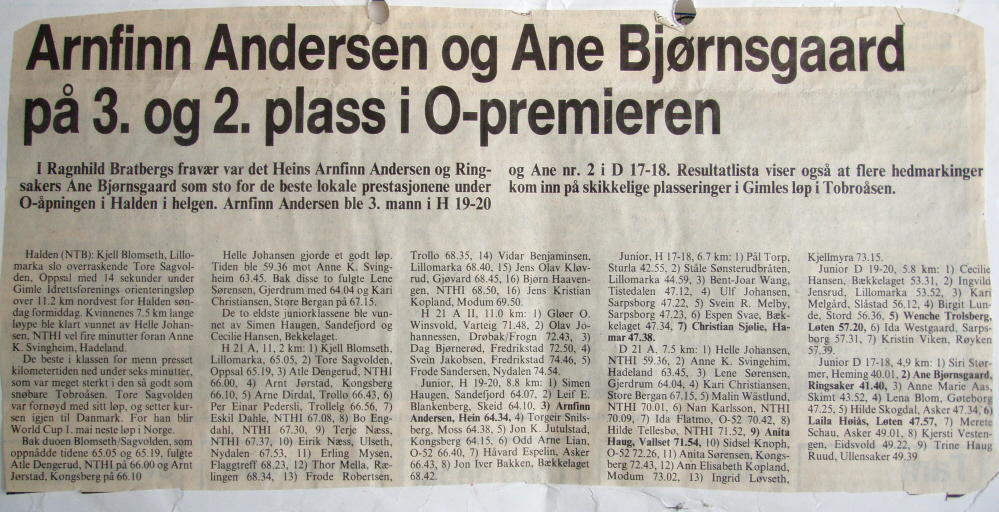 Arnfinn Andersen og Ane Bjørnsgaard
på 3. og 2. plass i O-premieren
I Ragnhild Bratbergs fravær var det Heins Arnfinn Andersen og Ring-
sakers Ane Bjørnsgaard som sto for de beste lokale prestasjonene under
O-åpningen i Halden i helgen. Arnfinn Andersen ble 3. mann i H 19-20
og Ane nr. 2 i D 17-18. Resultatlista viser også at flere hedmarkinger
kom inn på skikkelige plasseringer i Gimles løp i Tobroåsen.
Halden (NTB): Kjell Blomseth, Lillo-
marka slo overraskende Tore Sagvol-
den, Oppsal med 14 sekunder under
Gimle Idrettsforenings orienteringsløp
over 11.2 km nordvest for Halden søn-
dag formiddag. Kvinnenes 7.5 km lange
løype ble klart vunnet av Helle Johan-
sen, NTHI vel fire minutter foran Anne
K. Svingheim, Hadeland.
De beste i klassen for menn presset
kilometertiden ned under seks minutter,
som var meget sterkt i den så godt som
snøbare Tobroåsen. Tore Sagvolden
var fornøyd med sitt løp, og setter kur-
sen igjen til Danmark. For han blir
World Cup 1. mai neste løp i Norge.
Bak duoen Blomseth/Sagvolden, som
oppnådde tidene 65.05 og 65.19, fulgte
Atle Dengerud, NTHI på 66.00 og Arnt
Jørstad, Kongsberg på 66.10
Helle Johansen gjorde et godt løp.
Tiden ble 59.36 mot Anne K. Sving-
heim 63.45. Bak disse to fulgte Lene
Sørensen, Gjerdrum med 64.04 og Kari
Christiansen, Store Bergan på 67.15.
De to eldste juniorklassene ble vun-
net av Simen Haugen, Sandefjord og
Cecilie Hansen, Bekkelaget.
H 21 A, 11, 2 km: 1) Kjell Blomseth,
Lillomarka, 65.05, 2) Tore Sagvolden,
Oppsal 65.19, 3) Atle Dengerud, NTHI
66.00, 4) Arnt Jørstad, Kongsberg
66.10, 5) Arne Dirdal, Trollo 66.43, 6)
Per Einar Pedersli, Trolleig 66.56, 7)
Eskil Dahle, NTHI 67.08, 8) Bo Eng-
dahl, NTHI 67.30, 9) Terje Næss,
NTHI 67.37, 10) Eirik Næss, Ulseth,
Nydalen 67.53, 11) Erling Mysen,
Flaggtreff 68.23, 12) Thor Mella, Ræ-
lingen 68.34, 13) Frode Robertsen,
Trollo 68.35, 14) Vidar Benjaminsen,
Lillomarka 68.40, 15) Jens Olav Kløv-
rud, Gjøvard 68.45, 16) Bjørn Haaven-
gen, NTHI 68.50, 16) Jens Kristian
Kopland, Modum 69.50.
H 21 A II, 11.0 km: 1) Gløer O.
Winsvold, Varteig 71.48, 2) Olav Jo-
hannessen, Drøbak/Frogn 72.43, 3)
Dag Bjørnerød, Fredrikstad 72.50, 4)
Svein Jakobsen, Fredrikstad 74.46, 5)
Frode Sandersen, Nydalen 74.54.
Junior, H 19-20, 8.8 km: 1) Simen
Haugen, Sandefjord 64.07, 2) Leif E.
Blankenberg, Skeid 64.10, 3) Arnfinn
Andersen, Hein 64.34, 4) Torgeir Snils-
berg, Moss 64.38, 5) Jon K. Jutulstad,
Kongsberg 64.15, 6) Odd Arne Lian,
O-52 66.40, 7) Håvard Espelin, Asker
66.43, 8) Jon Iver Bakken, Bækkelaget
68.42.
Junior, H 17-18, 6.7 km: 1) Pål Torp,
Sturla 42.55, 2) Ståle Sønsterudbråten,
Lillomarka 44.59, 3) Bent-Joar Wang,
Tistedalen 47.12, 4) Ulf Johansen,
Sarpsborg 47.22, 5) Svein R. Melby,
Sarpsborg 47.23, 6) Espen Svae, Bæk-
kelaget 47.34, 7) Christian Sjølie, Ha-
mar 47.38.
D 21 A, 7.5 km: 1) Helle Johansen,
NTHI 59.36, 2) Anne K. Svingheim,
Hadeland 63.45, 3) Lene Sørensen,
Gjerdrum 64.04, 4) Kari Christiansen,
Store Bergan 67.15, 5) Malin Wästlund,
NTHI 70.01, 6) Nan Karlsson, NTHI
70.09, 7) Ida Flatmo, O-52 70.42, 8)
Hilde Tellesbø, NTHI 71.52, 9) Anita
Haug, Vallset 71.54, 10) Sidsel Knoph,
O-52 72.26, 11) Anita Sørensen, Kongs-
berg 72.43, 12) Ann Elisabeth Kopland,
Modum 73.02, 13) Ingrid Løvseth,
Kjellmyra 73.15.
Junior D 19-20, 5.8 km: 1) Cecilie
Hansen, Bækkelaget 53.31, 2) Ingvild
Jensrud, Lillomarka 53.52, 3) Kari
Melgård, Slåstad 56.12, 4) Birgit Lun-
de, Stord 56.36, 5) Wenche Trolsberg,
Løten 57.20, 6) Ida Westgaard, Sarps-
borg 57.31, 7) Kristin Viken, Røyken
57.39.
Junior D 17-18, 4,9 km: 1) Siri Stør-
mer, Heming 40.01, 2) Ane Bjørnsgaard,
Ringsaker 41.40, 3) Anne Marie Aas,
Skimt 43.52, 4) Lena Blom, Gøteborg
47.25, 5) Hilde Skogdal, Asker 47.34, 6)
Laila Høiås, Løten 47.57, 7) Merete
Schau, Asker 49.01, 8) Kjersti Vesten-
gen, Eidsvold 49.22, 9) Trine Haug
Ruud, Ullensaker 49.39